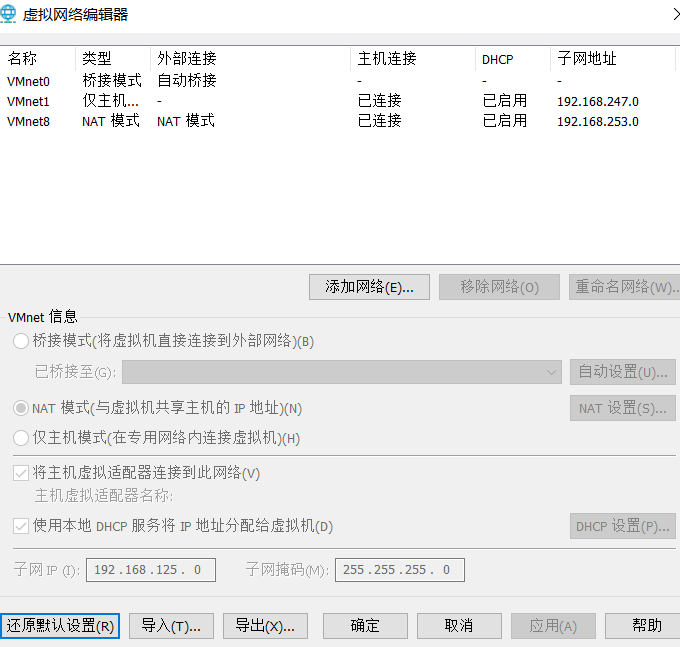 虚拟网络编辑器
名称 类型 外部连接 主机连接 DHCP 子网地址
VMnet0 桥接模式 自动桥接 - - -
VMnet1 仅主机... - 已连接 已启用 192.168.247.0
VMnet8 NAT 模式 NAT 模式 已连接 已启用 192.168.253.0
添加网络(E)... 移除网络(O) 重命名网络(W)...
VMnet 信息
桥接模式(将虚拟机直接连接到外部网络)(B)
已桥接至(G): 自动设置(U)...
NAT 模式(与虚拟机共享主机的 IP 地址)(N) NAT 设置(S)...
仅主机模式(在专用网络内连接虚拟机)(H)
将主机虚拟适配器连接到此网络(V)
主机虚拟适配器名称:
使用本地 DHCP 服务将 IP 地址分配给虚拟机(D) DHCP 设置(P)...
子网 IP (I): 192.168.125. 0 子网掩码(M): 255.255.255. 0
还原默认设置(R) 导入(T)... 导出(X)... 确定 取消 应用(A) 帮助